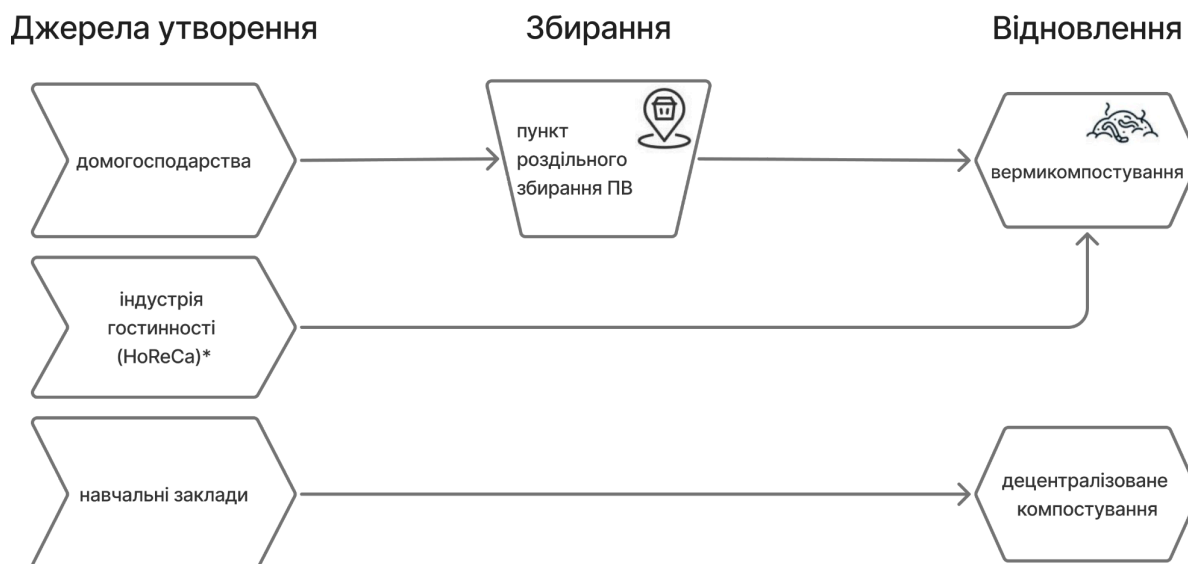 Джерела утворення
Збирання
Відновлення
домогосподарства
пункт
роздільного
збирання ПВ
вермикомпостування
індустрія
гостинності
(HoReCa)*
навчальні заклади
децентралізоване
компостування